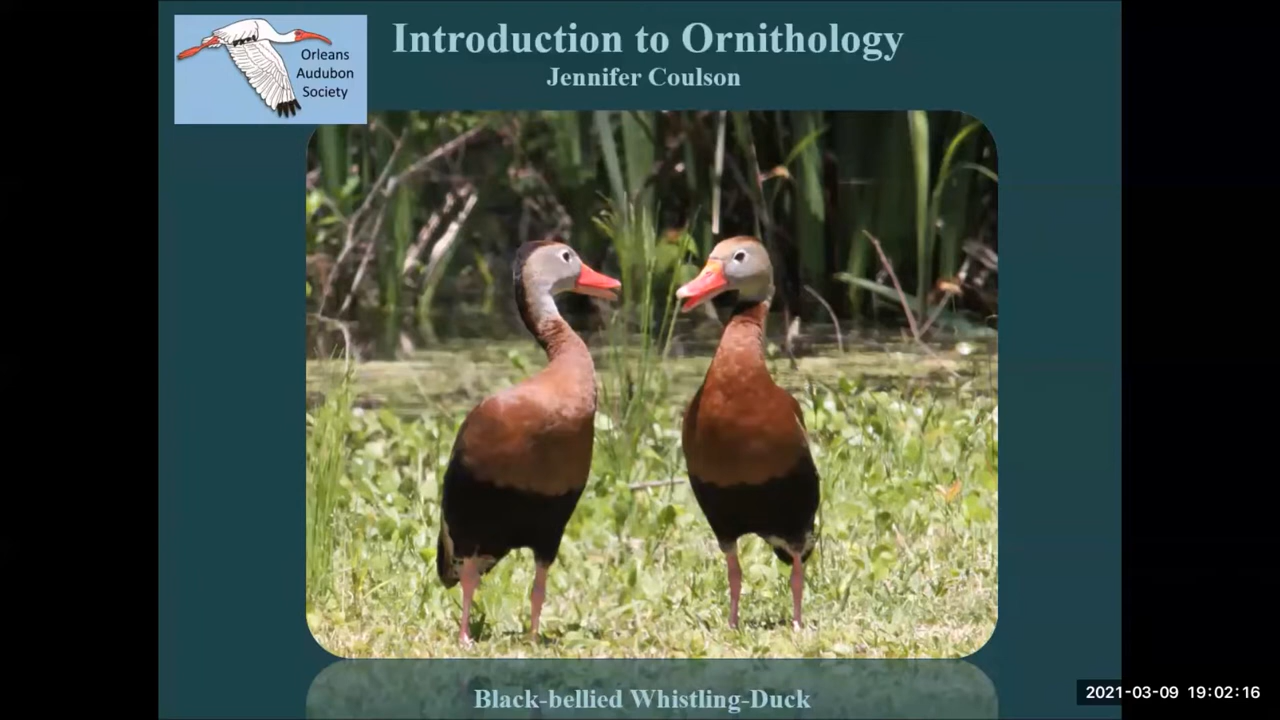 Orleans
Audubon
Society
Introduction to Ornithology
Jennifer Coulson
Black-bellied Whistling-Duck
2021-03-09 19:02:16